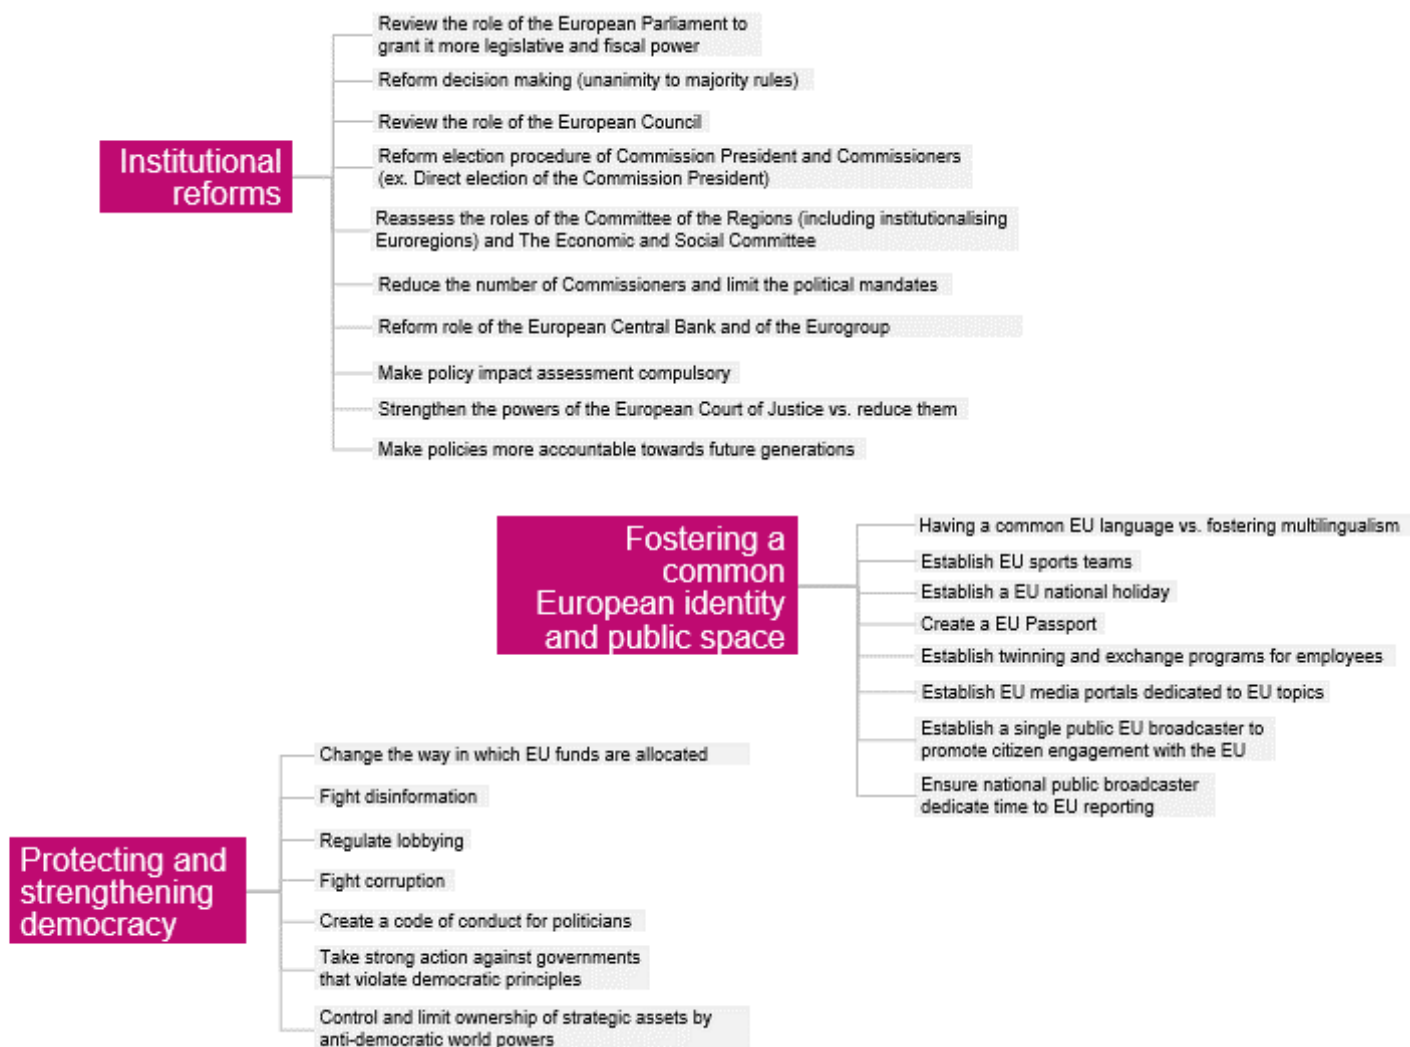 Institutional
reforms
Review the role of the European Parliament to
grant it more legislative and fiscal power
Reform decision making (unanimity to majority rules)
Review the role of the European Council
Reform election procedure of Commission President and Commissioners
(ex. Direct election of the Commission President)
Reassess the roles of the Committee of the Regions (including institutionalising
Euroregions) and The Economic and Social Committee
Reduce the number of Commissioners and limit the political mandates
Reform role of the European Central Bank and of the Eurogroup
Make policy impact assessment compulsory
Strengthen the powers of the European Court of Justice vs. reduce them
Make policies more accountable towards future generations
Fostering a
common
European identity
and public space
Having a common EU language vs. fostering multilingualism
Establish EU sports teams
Establish a EU national holiday
Create a EU Passport
Establish twinning and exchange programs for employees
Establish EU media portals dedicated to EU topics
Establish a single public EU broadcaster to
promote citizen engagement with the EU
Ensure national public broadcaster
dedicate time to EU reporting
Protecting and
strengthening
democracy
Change the way in which EU funds are allocated
Fight disinformation
Regulate lobbying
Fight corruption
Create a code of conduct for politicians
Take strong action against governments
that violate democratic principles
Control and limit ownership of strategic assets by
anti-democratic world powers